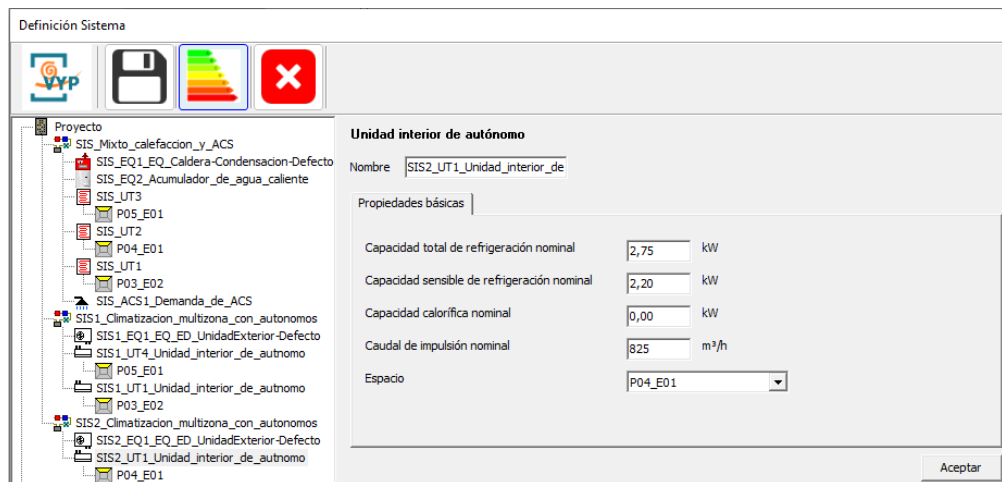 Definición Sistema
VYP
Proyecto
SIS_Mixto_calefaccion_y_ACS
SIS_EQ1_EQ_Caldera-Condensacion-Defecto
SIS_EQ2_Acumulador_de_agua_caliente
SIS_UT3
P05_E01
SIS_UT2
P04_E01
SIS_UT1
P03_E02
SIS_ACS1_Demanda_de_ACS
SIS1_Climatizacion_multizona_con_autonomos
SIS1_EQ1_EQ_ED_UnidadExterior-Defecto
SIS1_UT4_Unidad_interior_de_autnomo
P05_E01
SIS1_UT1_Unidad_interior_de_autnomo
P03_E02
SIS2_Climatizacion_multizona_con_autonomos
SIS2_EQ1_EQ_ED_UnidadExterior-Defecto
SIS2_UT1_Unidad_interior_de_autnomo
P04_E01
Unidad interior de autónomo
Nombre SIS2_UT1_Unidad_interior_de
Propiedades básicas
Capacidad total de refrigeración nominal 2,75 kW
Capacidad sensible de refrigeración nominal 2,20 kW
Capacidad calorífica nominal 0,00 kW
Caudal de impulsión nominal 825 m³/h
Espacio P04_E01
Aceptar